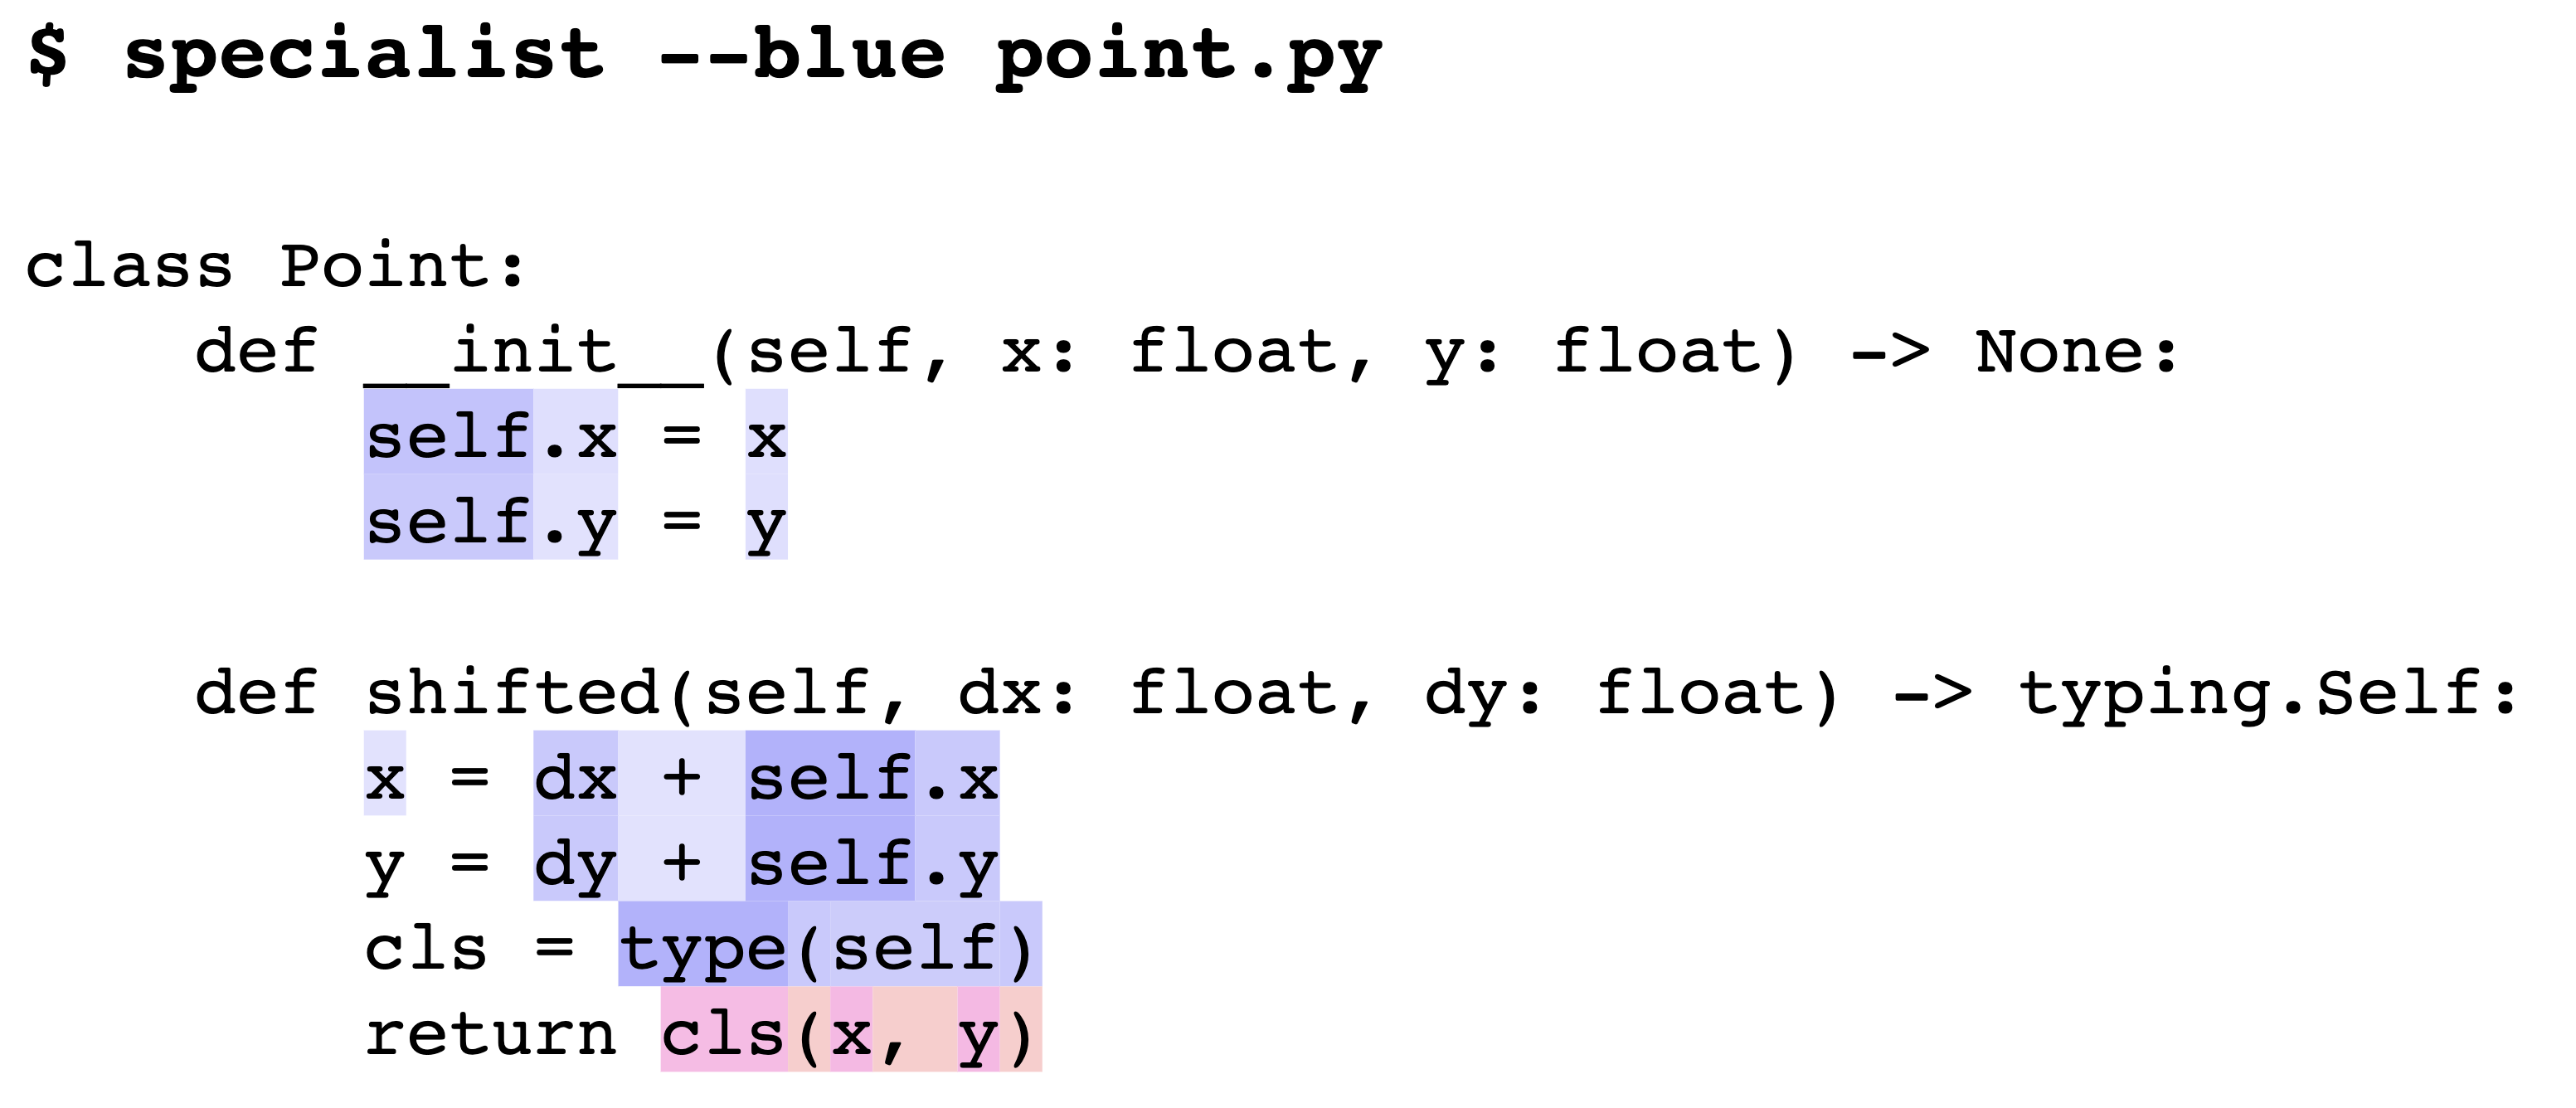 $ specialist --blue point.py
class Point:
    def __init__(self, x: float, y: float) -> None:
        self.x = x
        self.y = y
    def shifted(self, dx: float, dy: float) -> typing.Self:
        x = dx + self.x
        y = dy + self.y
        cls = type(self)
        return cls(x, y)